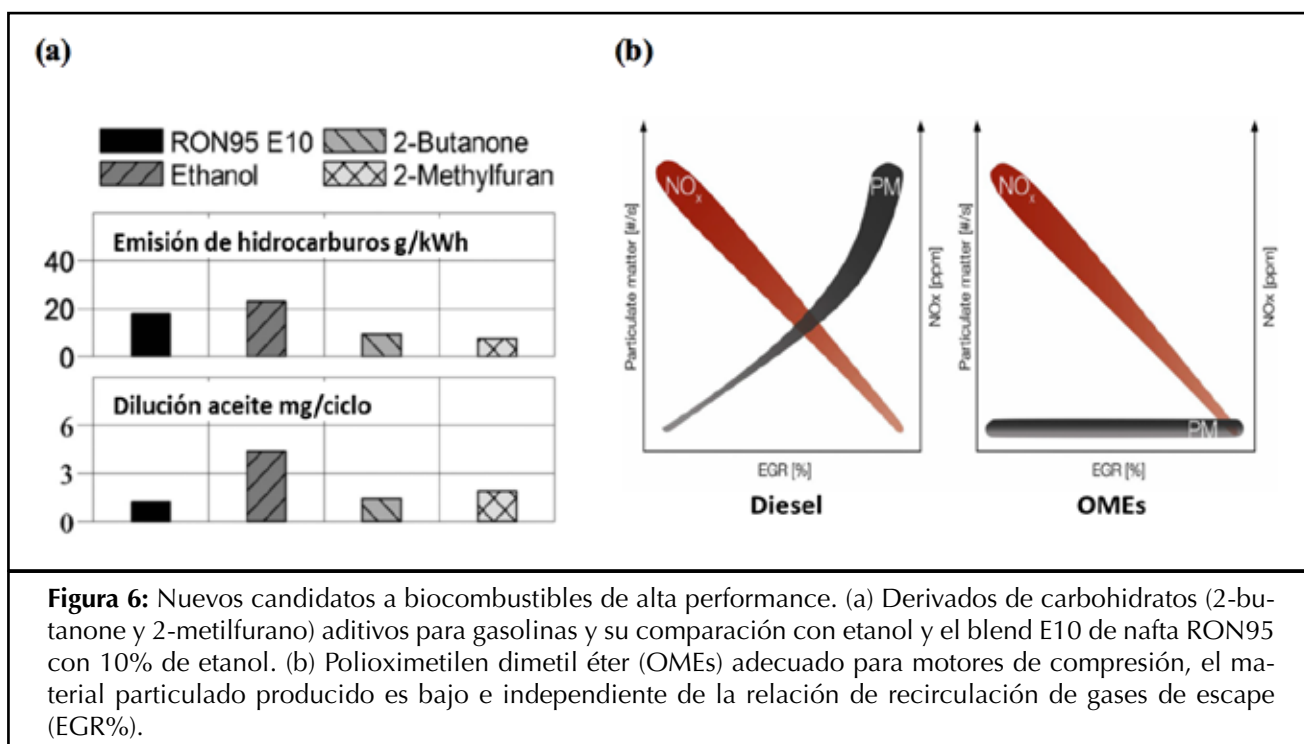 (a)
RON95 E10
2-Butanone
Ethanol
2-Methylfuran
Emisión de hidrocarburos g/kWh
40
20
0
Dilución aceite mg/ciclo
6
3
0
(b)
Particulate matter [#/s]
NOx
PM
NOx [ppm]
EGR [%]
Diesel
Particulate matter [#/s]
NOx
PM
NOx [ppm]
EGR [%]
OMEs
Figura 6: Nuevos candidatos a biocombustibles de alta performance. (a) Derivados de carbohidratos (2-bu-
tanone y 2-metilfurano) aditivos para gasolinas y su comparación con etanol y el blend E10 de nafta RON95
con 10% de etanol. (b) Polioximetilen dimetil éter (OMEs) adecuado para motores de compresión, el ma-
terial particulado producido es bajo e independiente de la relación de recirculación de gases de escape
(EGR%).